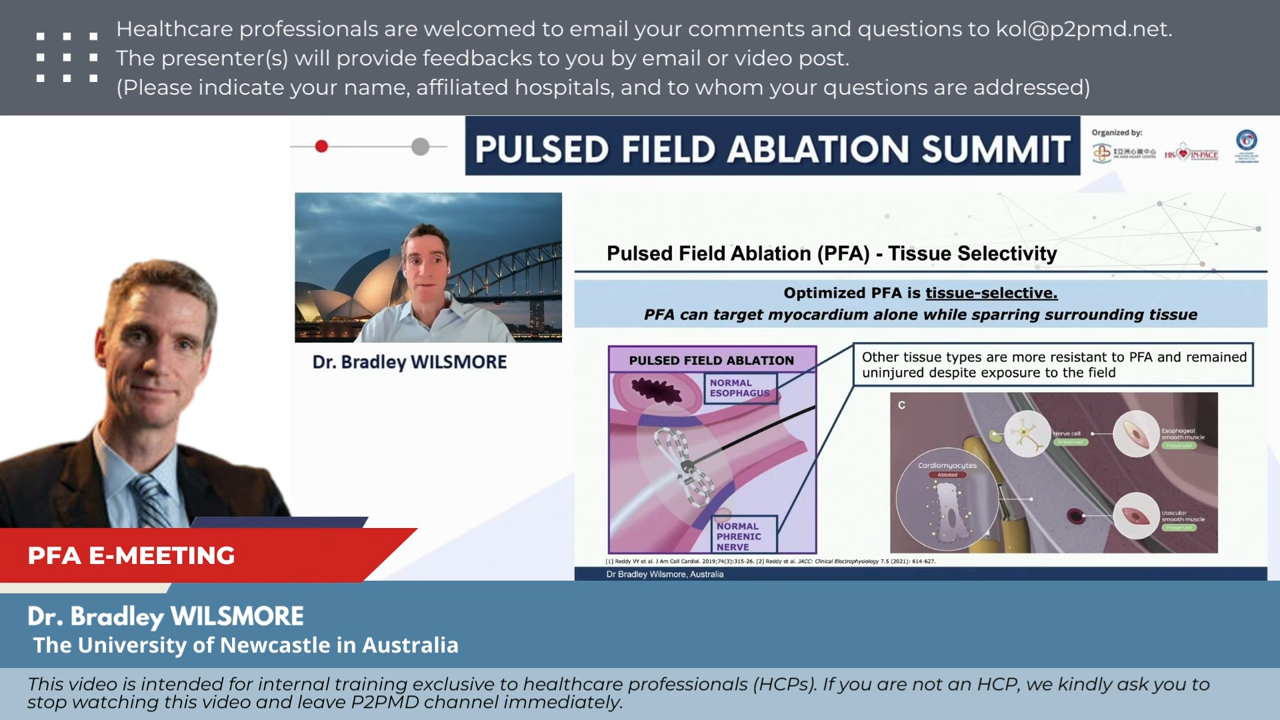 Healthcare professionals are welcomed to email your comments and questions to kol@p2pmd.net.
The presenter(s) will provide feedbacks to you by email or video post.
(Please indicate your name, affiliated hospitals, and to whom your questions are addressed)
PULSED FIELD ABLATION SUMMIT
Organized by:
Dr. Bradley WILSMORE
Pulsed Field Ablation (PFA) - Tissue Selectivity
Optimized PFA is tissue-selective.
PFA can target myocardium alone while sparring surrounding tissue
PULSED FIELD ABLATION
NORMAL
ESOPHAGUS
NORMAL
PHRENIC
NERVE
Other tissue types are more resistant to PFA and remained
uninjured despite exposure to the field
C
Nerve cell
Preserved
Esophageal
smooth muscle
Preserved
Cardiomyocytes
Ablated
Vascular
smooth muscle
Preserved
[1] Reddy VY et al. J Am Coll Cardiol. 2019;74(3):315-26. [2] Reddy et al. JACC: Clinical Electrophysiology 7.5 (2021): 614-627.
Dr Bradley Wilsmore, Australia
PFA E-MEETING
Dr. Bradley WILSMORE
The University of Newcastle in Australia
This video is intended for internal training exclusive to healthcare professionals (HCPs). If you are not an HCP, we kindly ask you to
stop watching this video and leave P2PMD channel immediately.